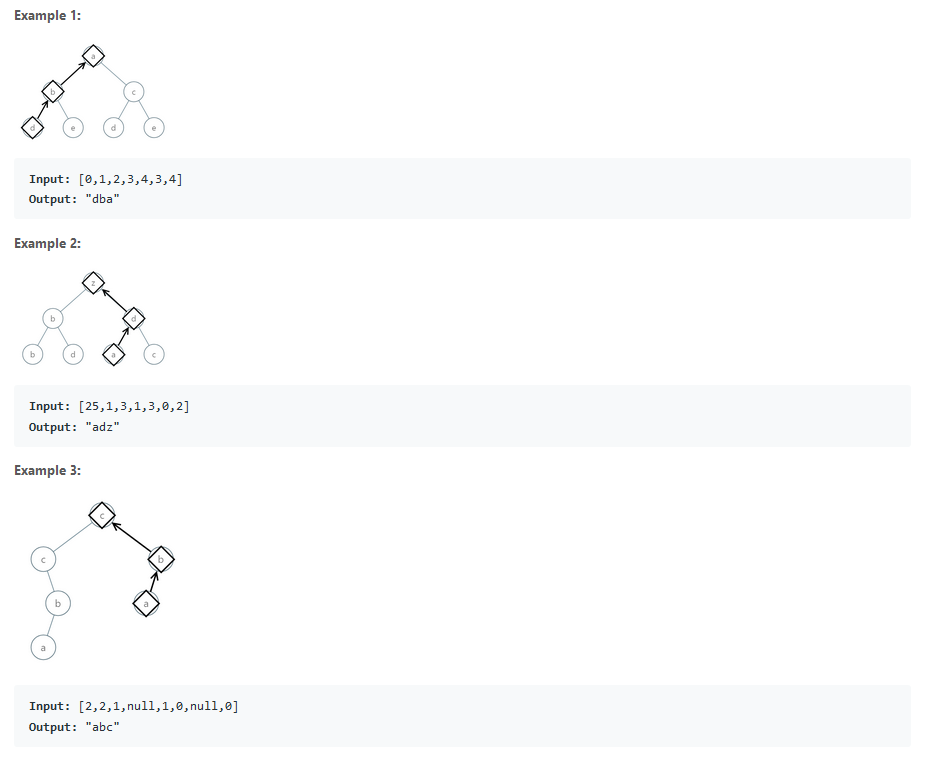 Example 1:
a
b
c
d
e
d
e
Input: [0,1,2,3,4,3,4]
Output: "dba"
Example 2:
z
b
d
b
d
a
c
Input: [25,1,3,1,3,0,2]
Output: "adz"
Example 3:
c
c
b
b
a
a
Input: [2,2,1,null,1,0,null,0]
Output: "abc"